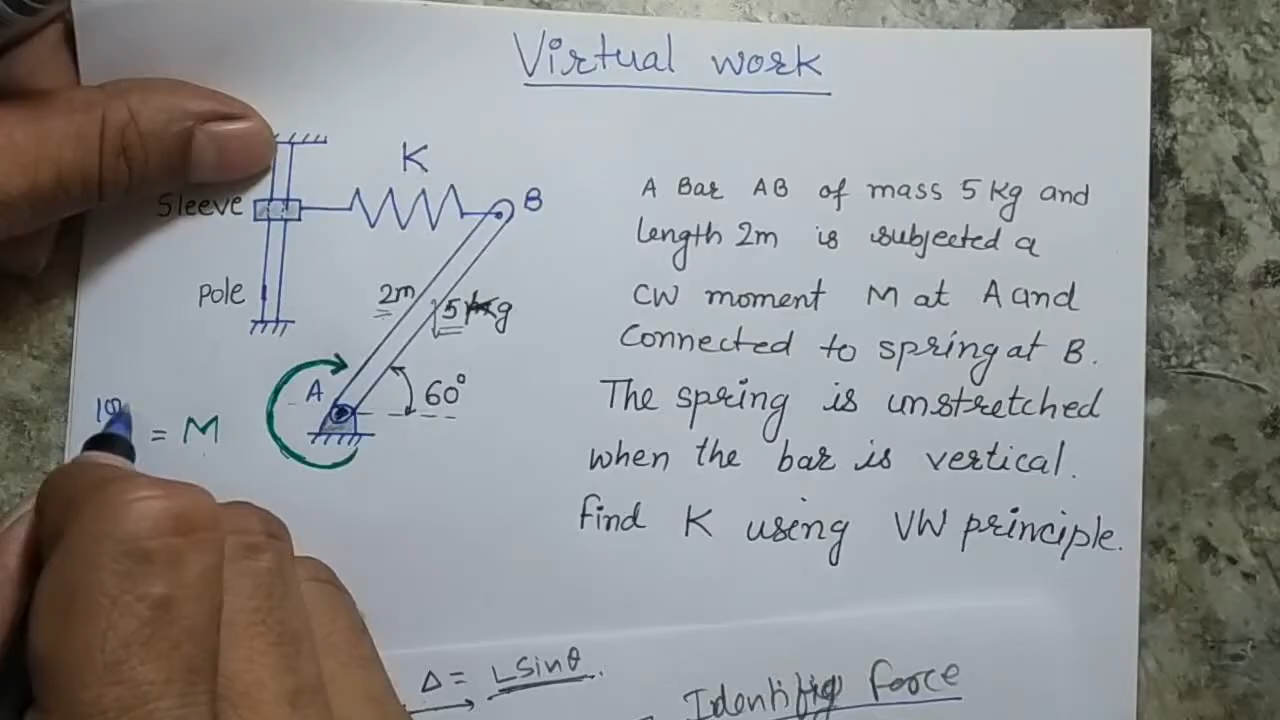 Virtual work
K
Sleeve
B
Pole
2m
5kg
A
60°
= M
A Bar AB of mass 5 Kg and
length 2m is subjected a
CW moment M at A and
Connected to spring at B.
The spring is unstretched
when the bar is vertical.
find K using VW principle.
Δ = LSinθ.
Identify force